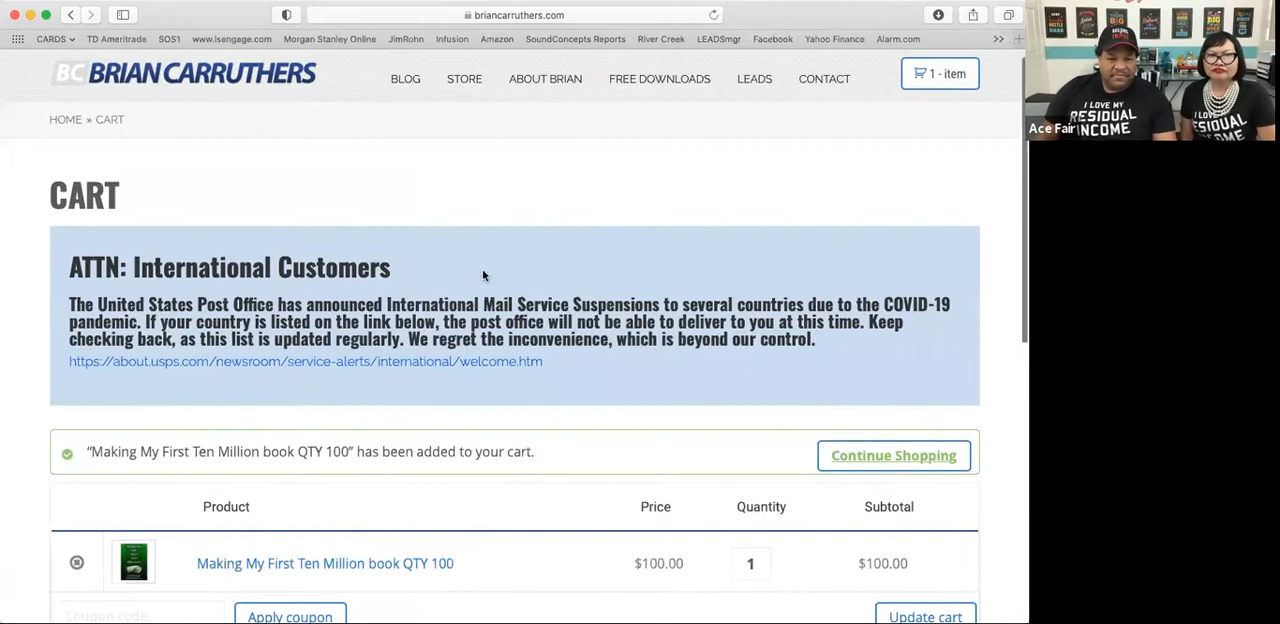 briancarruthers.com
CARDS TD Ameritrade SOS1 www.lsengage.com Morgan Stanley Online JimRohn Infusion Amazon SoundConcepts Reports River Creek LEADSmgr Facebook Yahoo Finance Alarm.com
BC BRIAN CARRUTHERS
BLOG STORE ABOUT BRIAN FREE DOWNLOADS LEADS CONTACT 1 - item
HOME » CART
CART
ATTN: International Customers
The United States Post Office has announced International Mail Service Suspensions to several countries due to the COVID-19
pandemic. If your country is listed on the link below, the post office will not be able to deliver to you at this time. Keep
checking back, as this list is updated regularly. We regret the inconvenience, which is beyond our control.
https://about.usps.com/newsroom/service-alerts/international/welcome.htm
“Making My First Ten Million book QTY 100” has been added to your cart.
Continue Shopping
Product Price Quantity Subtotal
Making My First Ten Million book QTY 100 $100.00 1 $100.00
Coupon code Apply coupon Update cart
Ace Fair
I LOVE MY
RESIDUAL
INCOME